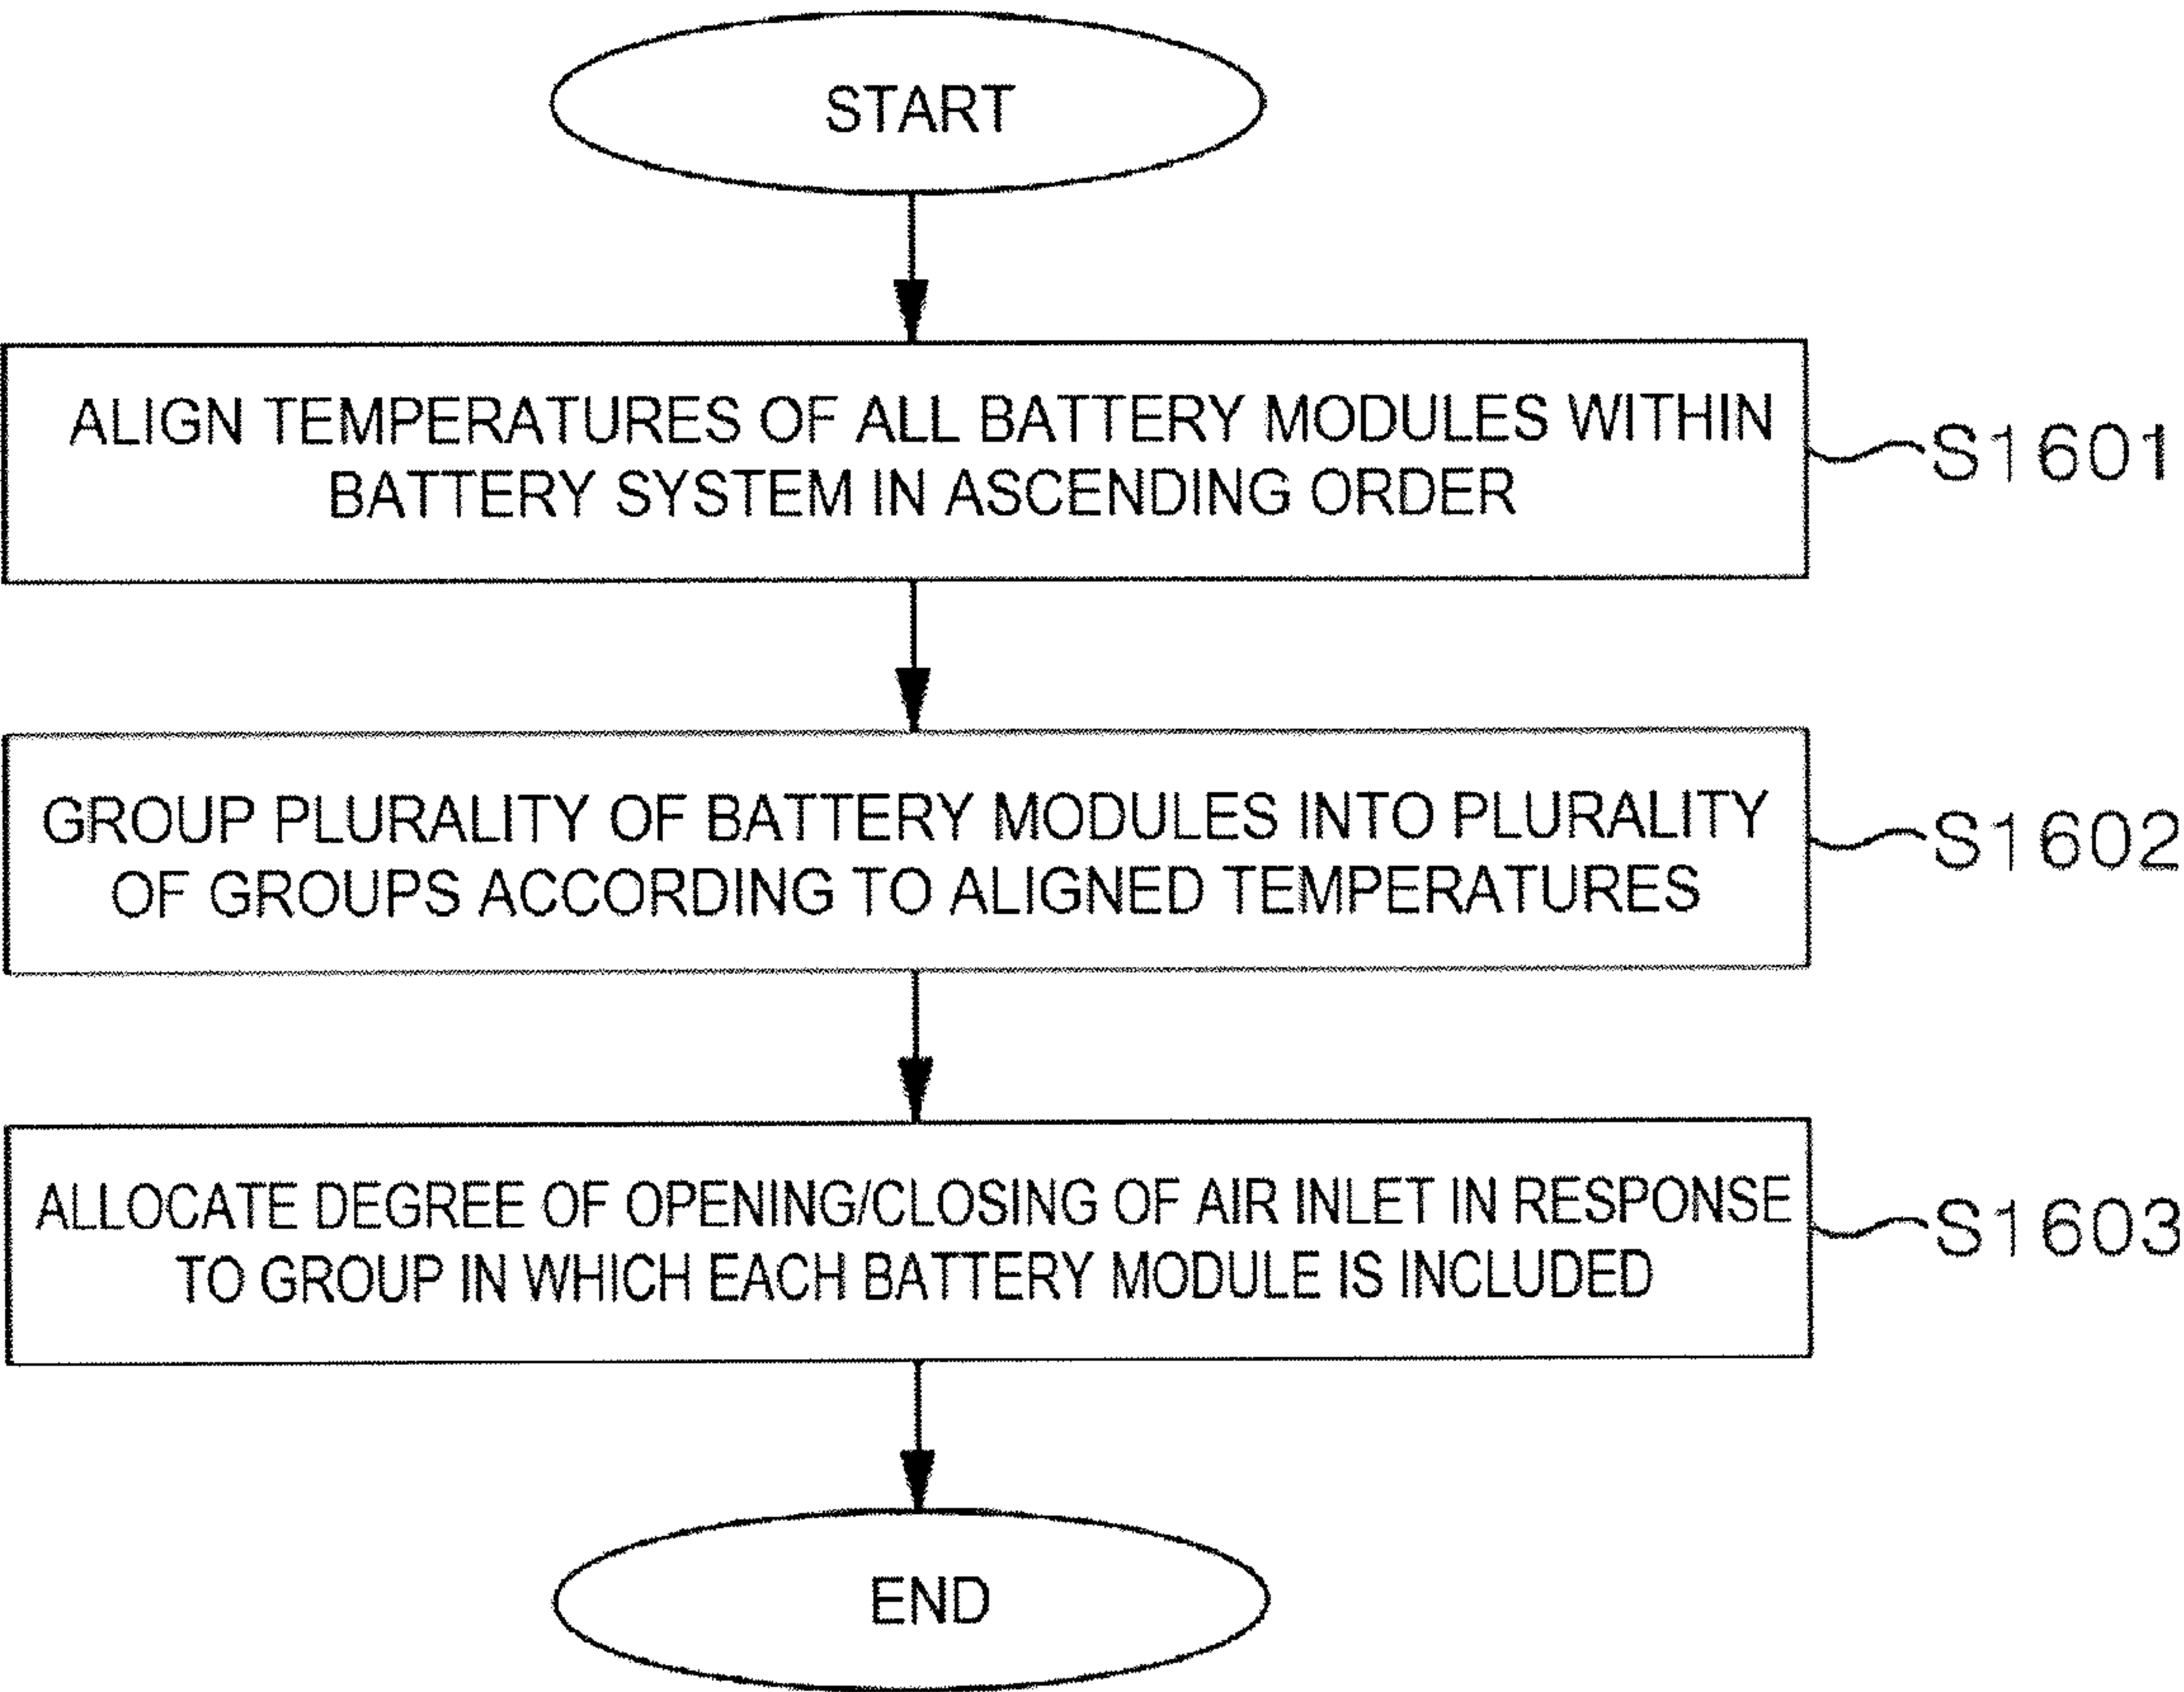 START
ALIGN TEMPERATURES OF ALL BATTERY MODULES WITHIN
BATTERY SYSTEM IN ASCENDING ORDER
S1601
GROUP PLURALITY OF BATTERY MODULES INTO PLURALITY
OF GROUPS ACCORDING TO ALIGNED TEMPERATURES
S1602
ALLOCATE DEGREE OF OPENING/CLOSING OF AIR INLET IN RESPONSE
TO GROUP IN WHICH EACH BATTERY MODULE IS INCLUDED
S1603
END